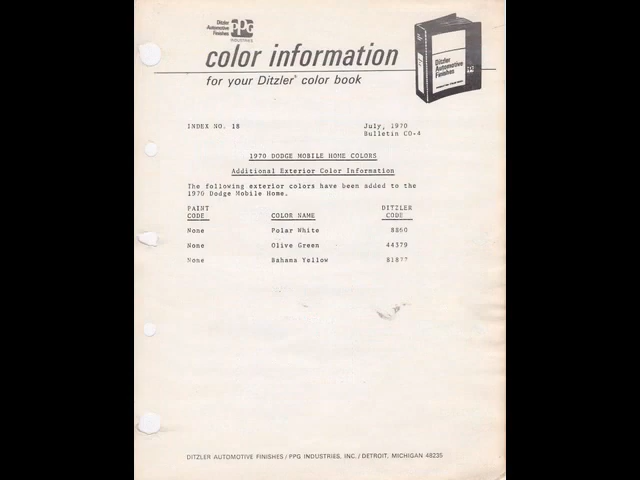 Ditzler
Automotive
Finishes
PPG
INDUSTRIES
color information
for your Ditzler® color book
Ditzler
Automotive
Finishes
INDEX NO. 18
July, 1970
Bulletin CO-4
1970 DODGE MOBILE HOME COLORS
Additional Exterior Color Information
The following exterior colors have been added to the
1970 Dodge Mobile Home.
PAINT CODE COLOR NAME DITZLER CODE
None Polar White 8860
None Olive Green 44379
None Bahama Yellow
DITZLER AUTOMOTIVE FINISHES / PPG INDUSTRIES, INC. / DETROIT, MICHIGAN 48235